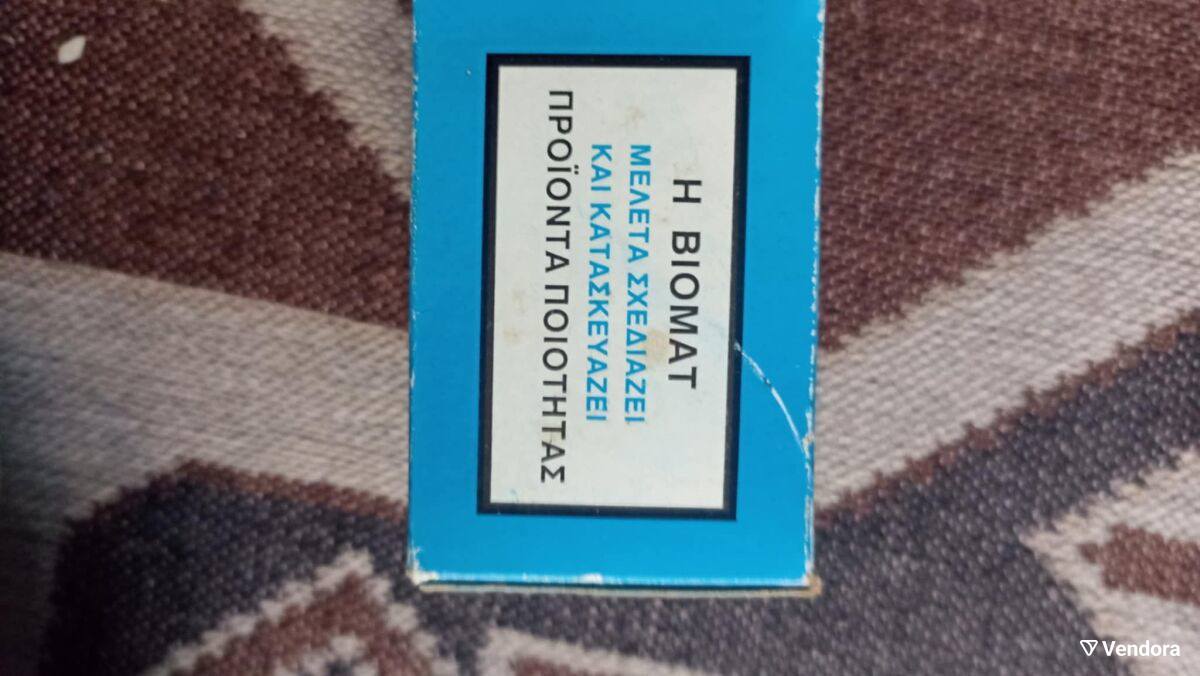 Η ΒΙΟΜΑΤ
ΜΕΛΕΤΑ ΣΧΕΔΙΑΖΕΙ
ΚΑΙ ΚΑΤΑΣΚΕΥΑΖΕΙ
ΠΡΟΪΟΝΤΑ ΠΟΙΟΤΗΤΑΣ
Vendora